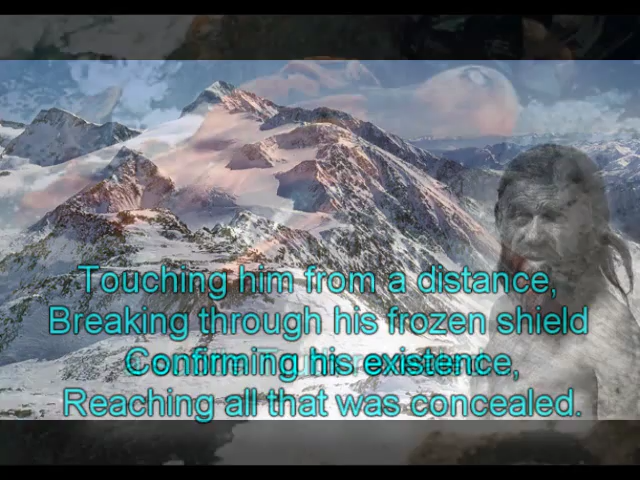 Touching him from a distance,
Breaking through his frozen shield
Confirming his existence,
Reaching all that was concealed.